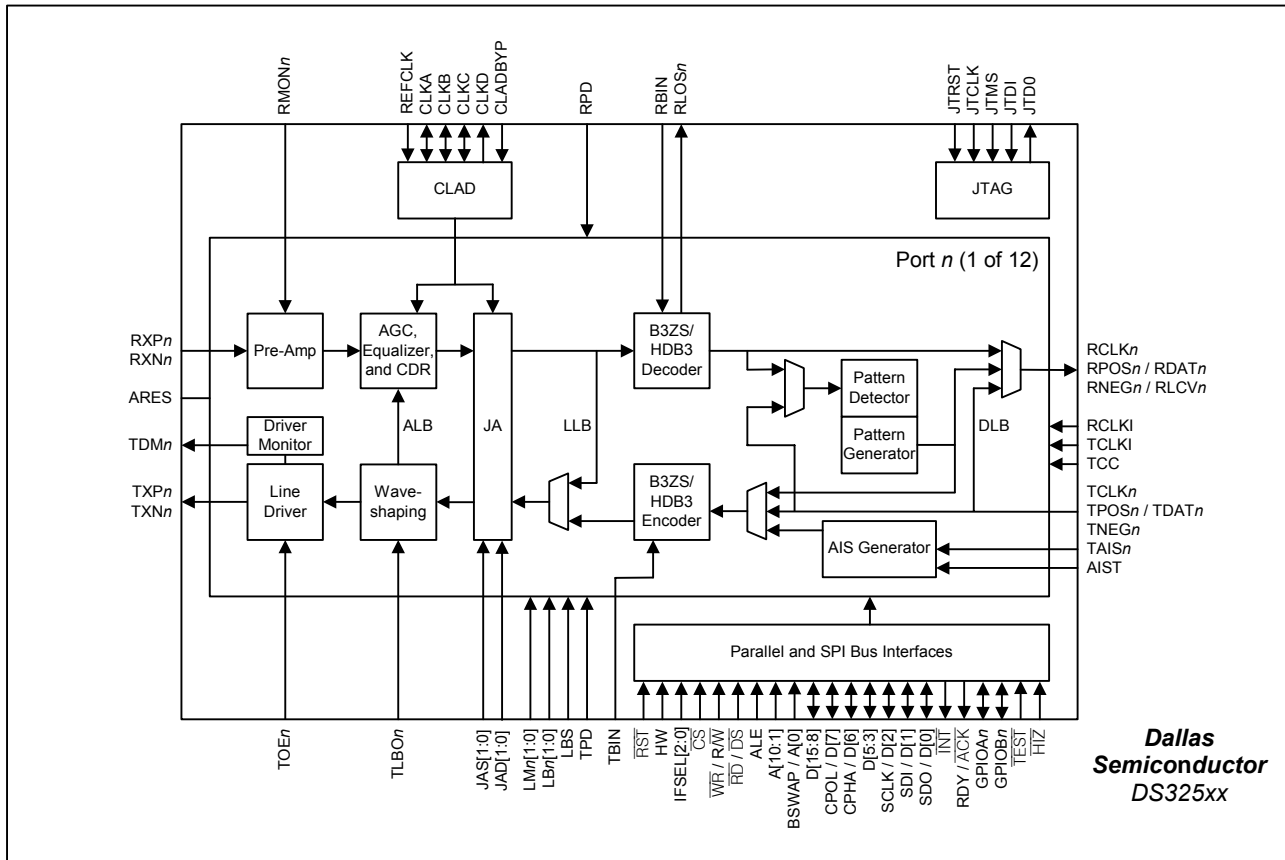 RMONn
REFCLK
CLKA
CLKB
CLKC
CLKD
CLADBYP
RPD
RBIN
RLOSn
JTRST
JTCLK
JTMS
JTDI
JTD0
CLAD
JTAG
Port n (1 of 12)
RXPn
RXNn
ARES
TDMn
TXPn
TXNn
Pre-Amp
AGC,
Equalizer,
and CDR
JA
B3ZS/
HDB3
Decoder
Pattern
Detector
Pattern
Generator
Driver
Monitor
ALB
LLB
DLB
Line
Driver
Wave-
shaping
B3ZS/
HDB3
Encoder
AIS Generator
RCLKn
RPOSn / RDATn
RNEGn / RLCVn
RCLKI
TCLKI
TCC
TCLKn
TPOSn / TDATn
TNEGn
TAISn
AIST
Parallel and SPI Bus Interfaces
TOEn
TLBOn
JAS[1:0]
JAD[1:0]
LMn[1:0]
LBn[1:0]
LBS
TPD
TBIN
RST
HW
IFSEL[2:0]
CS
WR / R/W
RD / DS
ALE
A[10:1]
BSWAP / A[0]
D[15:8]
CPOL / D[7]
CPHA / D[6]
D[5:3]
SCLK / D[2]
SDI / D[1]
SDO / D[0]
INT
RDY / ACK
GPIOAn
GPIOBn
TEST
HIZ
Dallas
Semiconductor
DS325xx